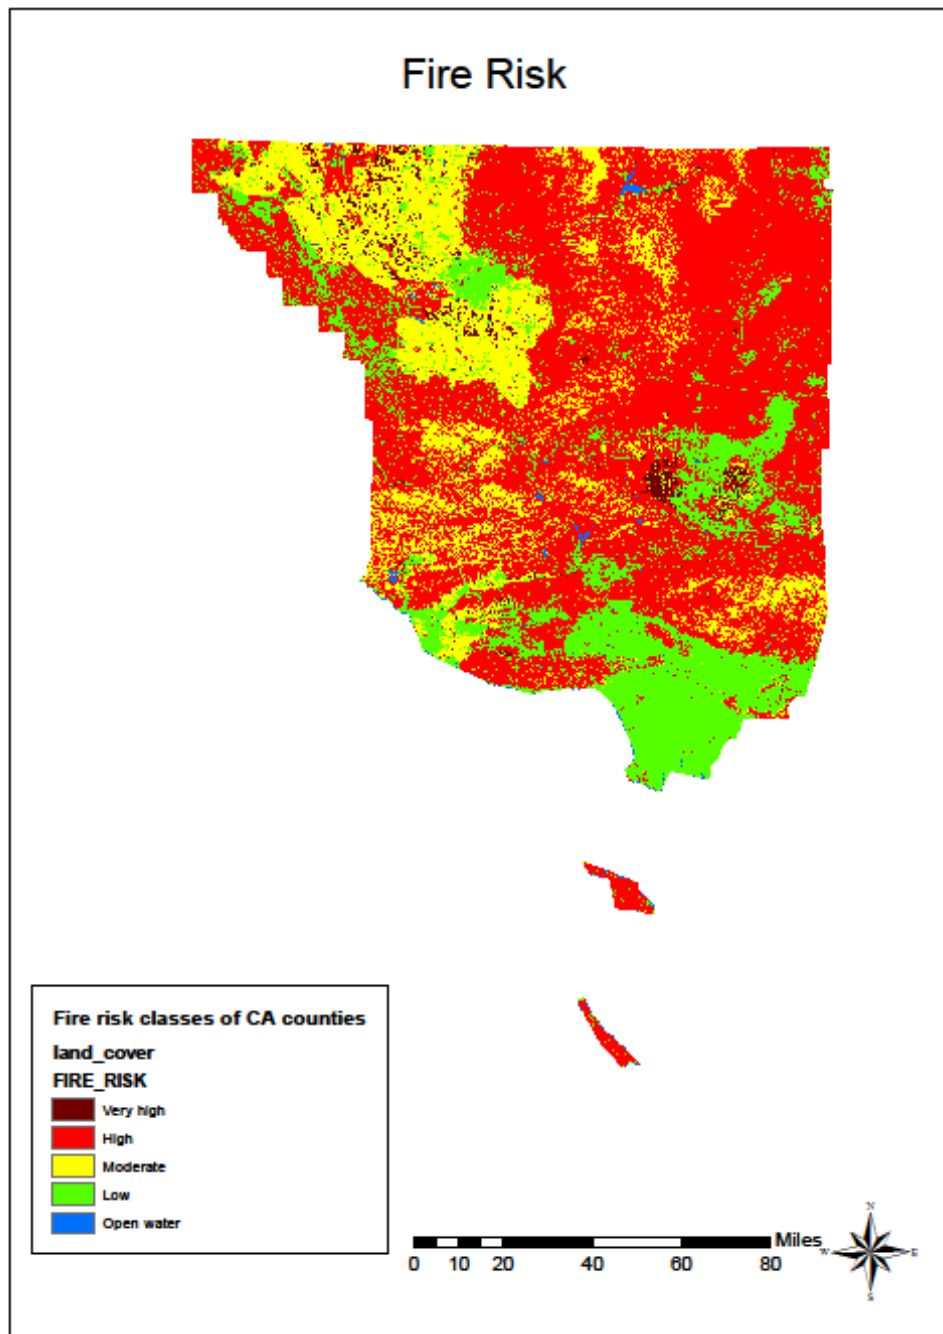 Fire Risk
Fire risk classes of CA counties
land_cover
FIRE_RISK
Very high
High
Moderate
Low
Open water
Miles
0 10 20 40 60 80
N
W E
S